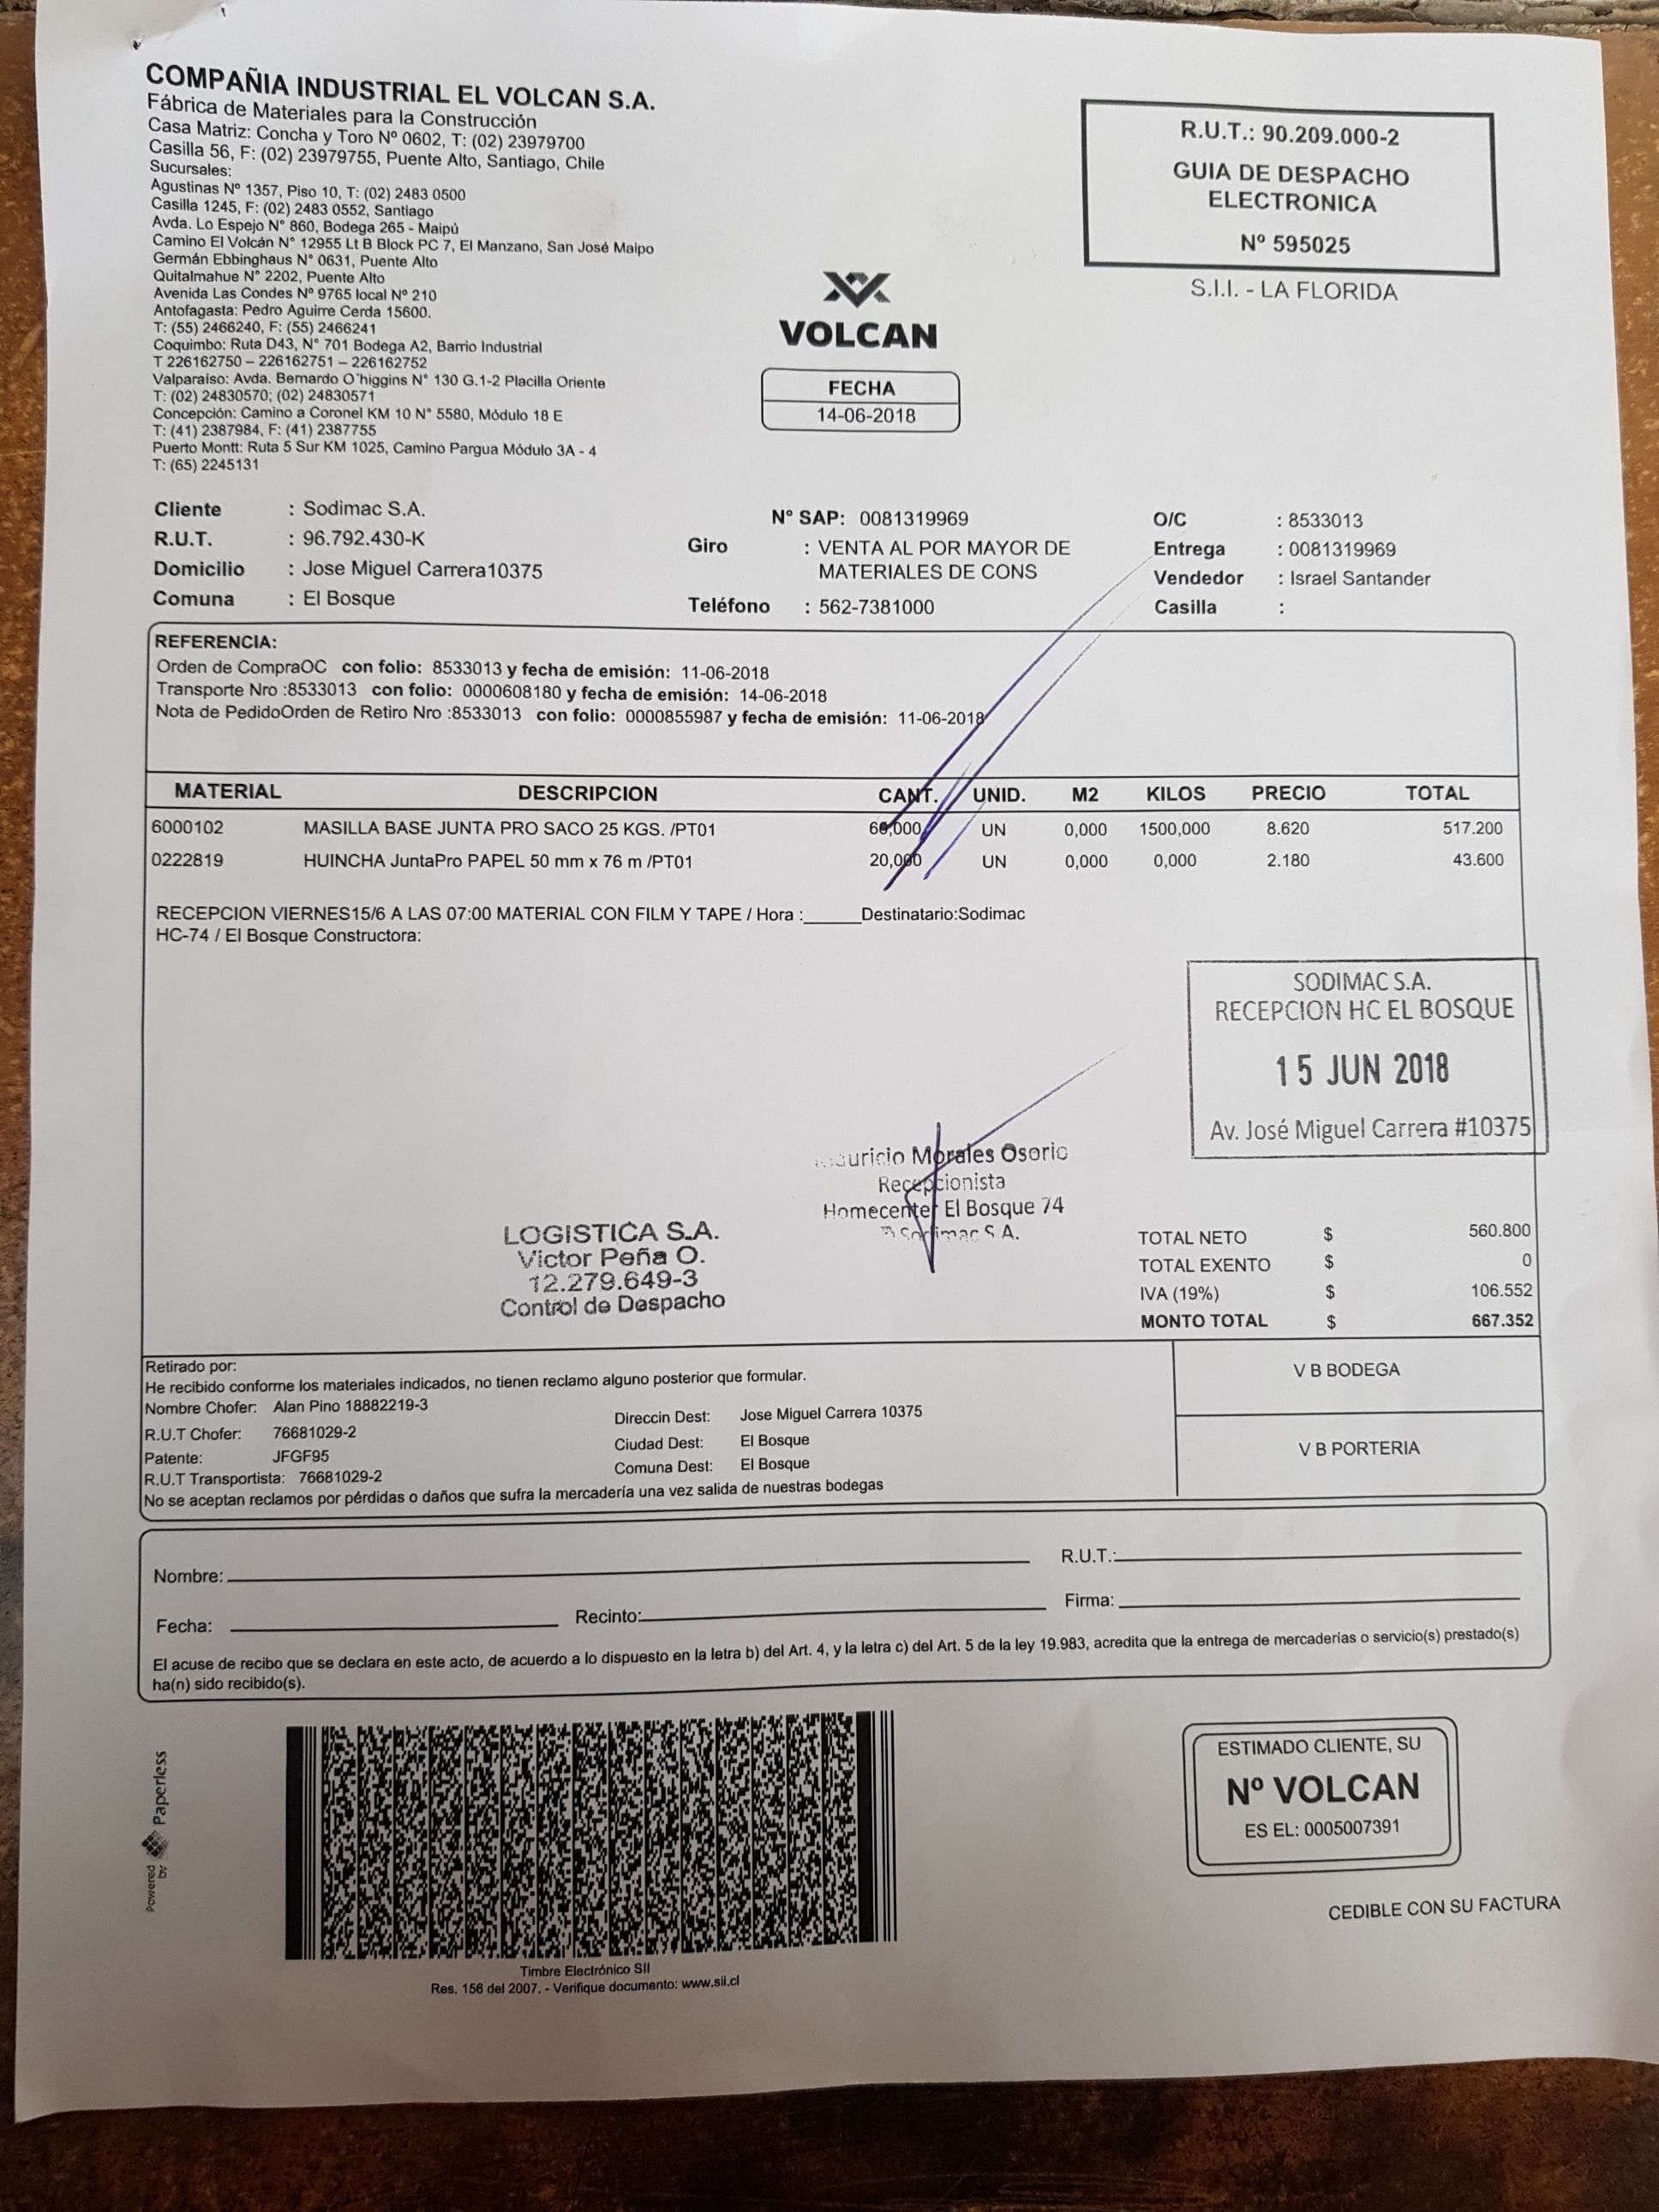 COMPAÑIA INDUSTRIAL EL VOLCAN S.A.
Fábrica de Materiales para la Construcción
Casa Matriz: Concha y Toro Nº 0602, T: (02) 23979700
Casilla 56, F: (02) 23979755, Puente Alto, Santiago, Chile
Sucursales:
Agustinas Nº 1357, Piso 10, T: (02) 2483 0500
Casilla 1245, F: (02) 2483 0552, Santiago
Avda. Lo Espejo N° 860, Bodega 265 - Maipú
Camino El Volcán N° 12955 Lt B Block PC 7, El Manzano, San José Maipo
Germán Ebbinghaus N° 0631, Puente Alto
Quitalmahue N° 2202, Puente Alto
Avenida Las Condes Nº 9765 local Nº 210
Antofagasta: Pedro Aguirre Cerda 15600.
T: (55) 2466240, F: (55) 2466241
Coquimbo: Ruta D43, N° 701 Bodega A2, Barrio Industrial
T 226162750 – 226162751 – 226162752
Valparaíso: Avda. Bernardo O'higgins N° 130 G.1-2 Placilla Oriente
T: (02) 24830570; (02) 24830571
Concepción: Camino a Coronel KM 10 N° 5580, Módulo 18 E
T: (41) 2387984, F: (41) 2387755
Puerto Montt: Ruta 5 Sur KM 1025, Camino Pargua Módulo 3A - 4
T: (65) 2245131
R.U.T.: 90.209.000-2
GUIA DE DESPACHO
ELECTRONICA
Nº 595025
S.I.I. - LA FLORIDA
VOLCAN
FECHA
14-06-2018
Cliente : Sodimac S.A.
R.U.T. : 96.792.430-K
Domicilio : Jose Miguel Carrera10375
Comuna : El Bosque
N° SAP: 0081319969
Giro : VENTA AL POR MAYOR DE
MATERIALES DE CONS
Teléfono : 562-7381000
O/C : 8533013
Entrega : 0081319969
Vendedor : Israel Santander
Casilla :
REFERENCIA:
Orden de CompraOC con folio: 8533013 y fecha de emisión: 11-06-2018
Transporte Nro :8533013 con folio: 0000608180 y fecha de emisión: 14-06-2018
Nota de PedidoOrden de Retiro Nro :8533013 con folio: 0000855987 y fecha de emisión: 11-06-2018
MATERIAL DESCRIPCION CANT. UNID. M2 KILOS PRECIO TOTAL
6000102 MASILLA BASE JUNTA PRO SACO 25 KGS. /PT01 60,000 UN 0,000 1500,000 8.620 517.200
0222819 HUINCHA JuntaPro PAPEL 50 mm x 76 m /PT01 20,000 UN 0,000 0,000 2.180 43.600
RECEPCION VIERNES15/6 A LAS 07:00 MATERIAL CON FILM Y TAPE / Hora :______Destinatario:Sodimac
HC-74 / El Bosque Constructora:
SODIMAC S.A.
RECEPCION HC EL BOSQUE
15 JUN 2018
Av. José Miguel Carrera #10375
Mauricio Morales Osorio
Recepcionista
Homecenter El Bosque 74
Sodimac S.A.
LOGISTICA S.A.
Victor Peña O.
12.279.649-3
Control de Despacho
TOTAL NETO $ 560.800
TOTAL EXENTO $ 0
IVA (19%) $ 106.552
MONTO TOTAL $ 667.352
Retirado por:
He recibido conforme los materiales indicados, no tienen reclamo alguno posterior que formular.
Nombre Chofer: Alan Pino 18882219-3
R.U.T Chofer: 76681029-2
Patente: JFGF95
R.U.T Transportista: 76681029-2
Direccin Dest: Jose Miguel Carrera 10375
Ciudad Dest: El Bosque
Comuna Dest: El Bosque
No se aceptan reclamos por pérdidas o daños que sufra la mercadería una vez salida de nuestras bodegas
V B BODEGA
V B PORTERIA
Nombre: R.U.T.:
Fecha: Recinto: Firma:
El acuse de recibo que se declara en este acto, de acuerdo a lo dispuesto en la letra b) del Art. 4, y la letra c) del Art. 5 de la ley 19.983, acredita que la entrega de mercaderías o servicio(s) prestado(s)
ha(n) sido recibido(s).
Powered by Paperless
Timbre Electrónico SII
Res. 156 del 2007. - Verifique documento: www.sii.cl
ESTIMADO CLIENTE, SU
Nº VOLCAN
ES EL: 0005007391
CEDIBLE CON SU FACTURA